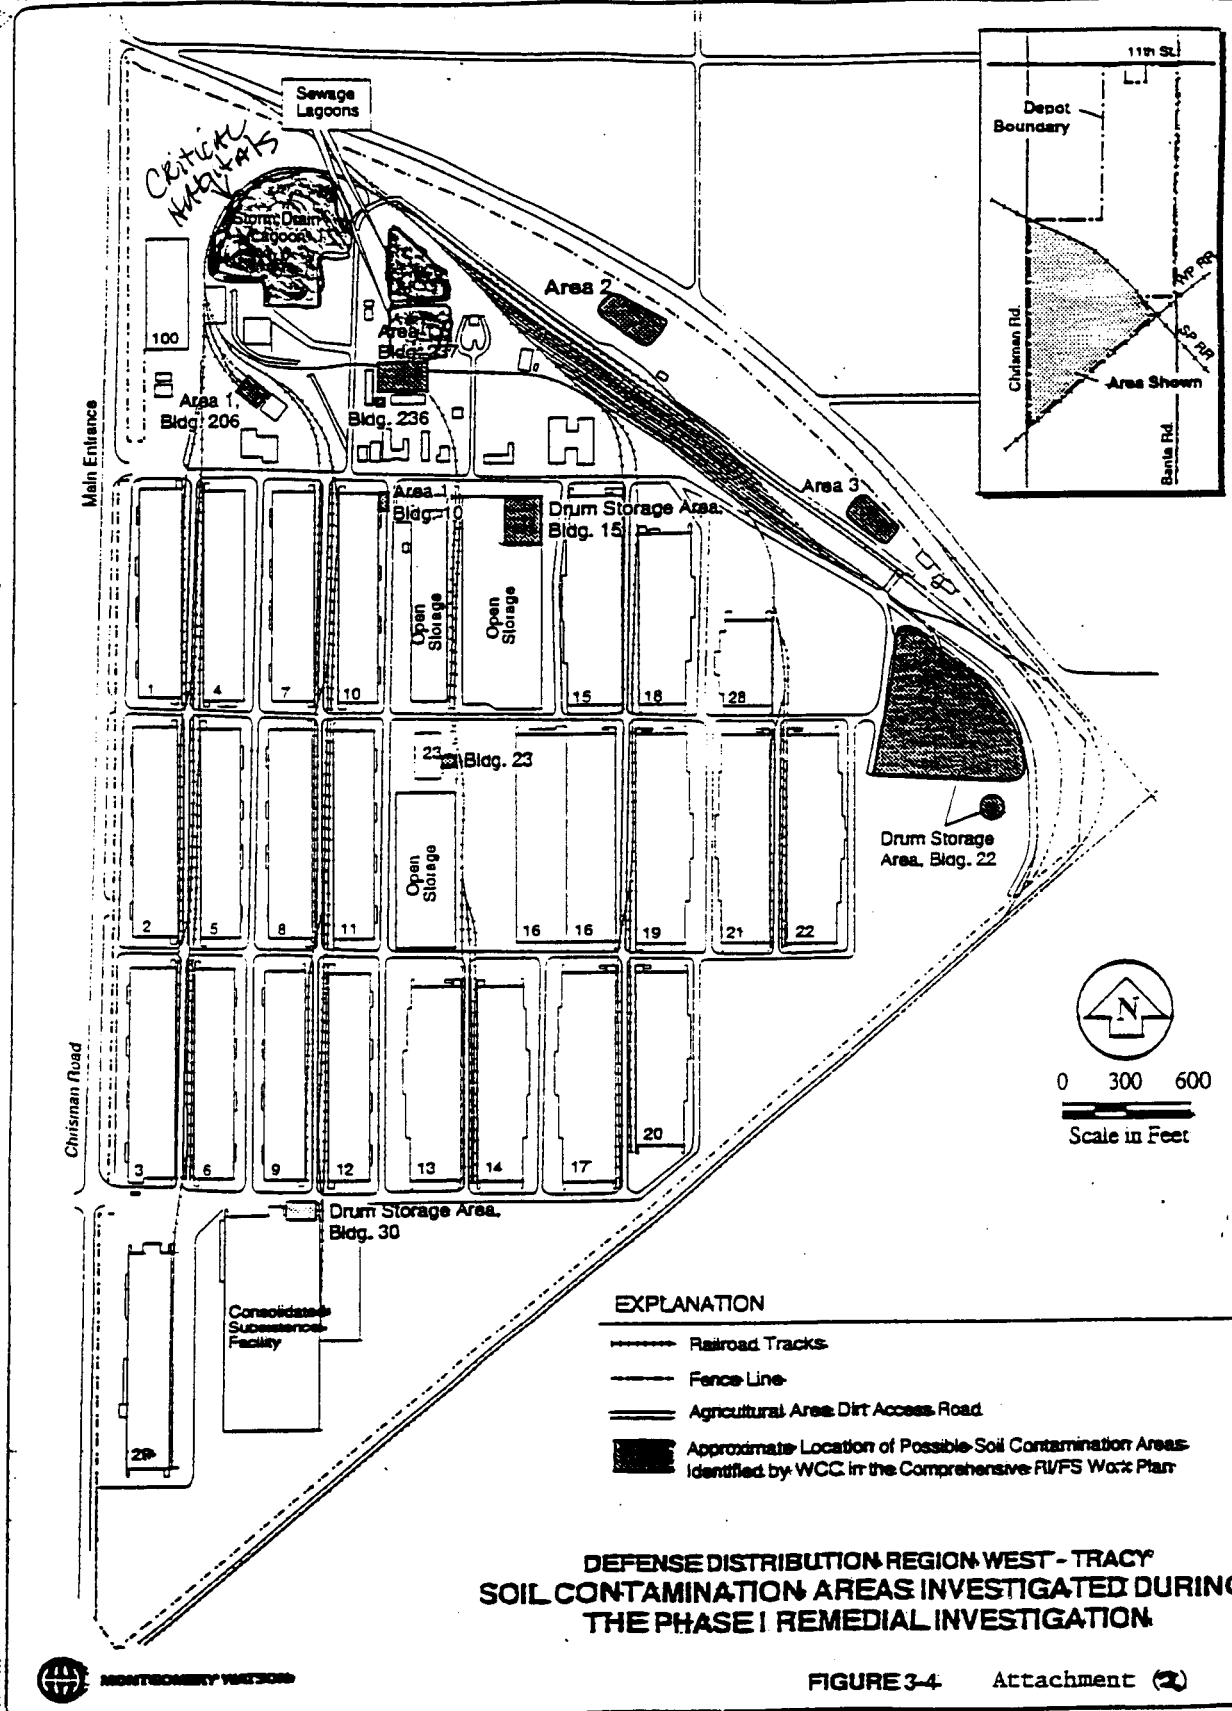 Sewage
Lagoons
CRITICAL
HABITATS
Storm Drain
Lagoon
100
Area 1
Bldg. 237
Area 2
Area 1,
Bldg. 206
Bldg. 236
Main Entrance
Area 1
Bldg. 10
Drum Storage Area,
Bldg. 15
Area 3
Open
Storage
Open
Storage
1
4
7
10
15
18
28
23
Bldg. 23
Open
Storage
Drum Storage
Area, Bldg. 22
2
5
8
11
16
16
19
21
22
Chrisman Road
3
6
9
12
13
14
17
20
Drum Storage Area,
Bldg. 30
Consolidated
Subsistence
Facility
29
11th St.
Depot
Boundary
Chrisman Rd.
WP RR
SP RR
Area Shown
Banta Rd.
N
0 300 600
Scale in Feet
EXPLANATION
Railroad Tracks
Fence Line
Agricultural Area Dirt Access Road
Approximate Location of Possible Soil Contamination Areas
Identified by WCC in the Comprehensive RI/FS Work Plan
DEFENSE DISTRIBUTION REGION WEST - TRACY
SOIL CONTAMINATION AREAS INVESTIGATED DURING
THE PHASE I REMEDIAL INVESTIGATION
MONTGOMERY WATSON
FIGURE 3-4 Attachment (2)